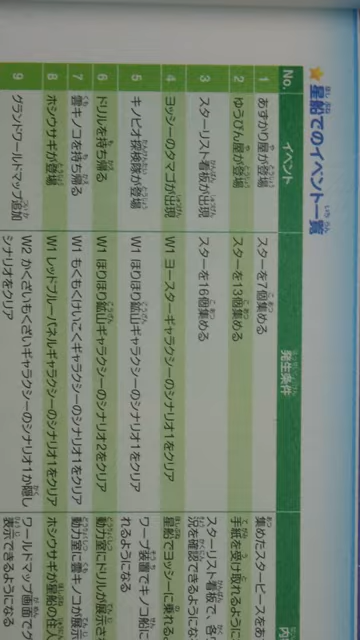 ★星船でのイベント一覧
No. イベント 発生条件 内
1 あずかり屋が登場 スターを7個集める 集めたスターピースを
2 ゆうびん屋が登場 スターを13個集める 手紙を受け取れるように
3 スターリスト看板が出現 スターを16個集める スターリスト看板で、各
況を確認できるようになる
4 ヨッシーのタマゴが出現 W1 ヨースターギャラクシーのシナリオ1をクリア 星船でヨッシーに乗れる
5 キノピオ探検隊が登場 W1 ほりほり鉱山ギャラクシーのシナリオ1をクリア ワープ装置でキノコ船に
れるようになる
6 ドリルを持ち帰る W1 ほりほり鉱山ギャラクシーのシナリオ2をクリア 動力室にドリルが展示さ
7 雲キノコを持ち帰る W1 もくもくけいこくギャラクシーのシナリオ1をクリア 動力室に雲キノコが展示
8 ホシウサギが登場 W1 レッドブルーパネルギャラクシーのシナリオ1をクリア ホシウサギが星船の住人
9 グランドワールドマップ追加 W2 かくさいもくざいギャラクシーのシナリオ1か隠し ワールドマップ画面でグ
シナリオをクリア 表示できるようになる